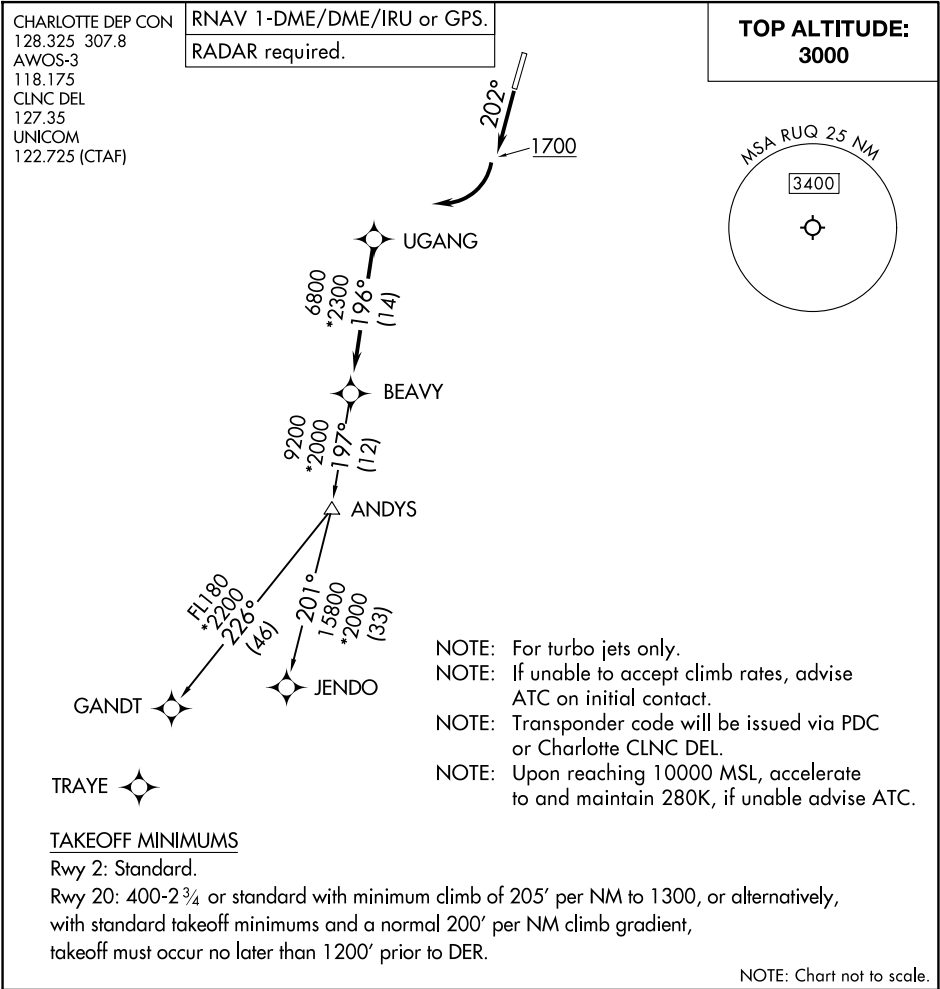 CHARLOTTE DEP CON
128.325 307.8
AWOS-3
118.175
CLNC DEL
127.35
UNICOM
122.725 (CTAF)
RNAV 1-DME/DME/IRU or GPS.
RADAR required.
TOP ALTITUDE:
3000
202°
1700
MSA RUQ 25 NM
3400
UGANG
6800
*2300
196°
(14)
BEAVY
9200
*2000
197°
(12)
ANDYS
FL180
*2200
226°
(46)
201°
15800
*2000
(33)
GANDT
JENDO
TRAYE
NOTE: For turbo jets only.
NOTE: If unable to accept climb rates, advise
ATC on initial contact.
NOTE: Transponder code will be issued via PDC
or Charlotte CLNC DEL.
NOTE: Upon reaching 10000 MSL, accelerate
to and maintain 280K, if unable advise ATC.
TAKEOFF MINIMUMS
Rwy 2: Standard.
Rwy 20: 400-2¾ or standard with minimum climb of 205' per NM to 1300, or alternatively,
with standard takeoff minimums and a normal 200' per NM climb gradient,
takeoff must occur no later than 1200' prior to DER.
NOTE: Chart not to scale.